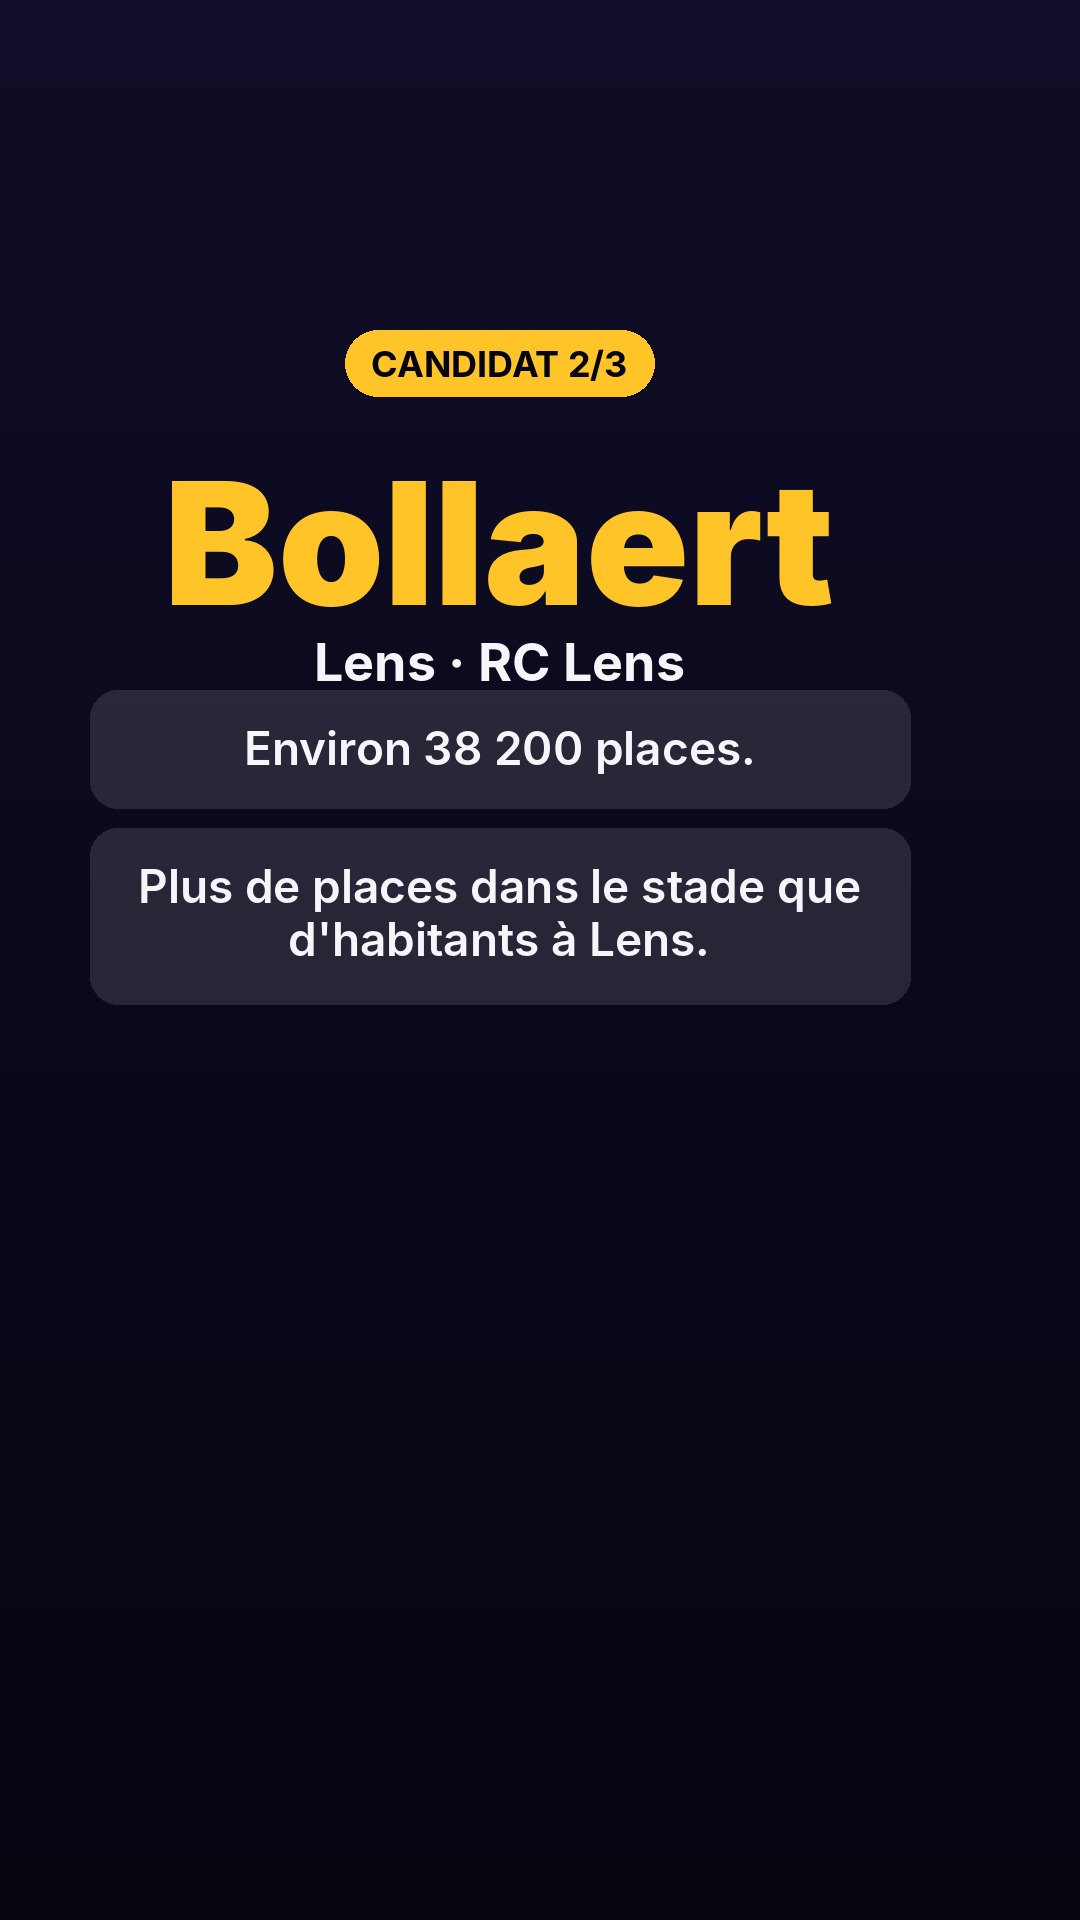 CANDIDAT 2/3
Bollaert
Lens · RC Lens
Environ 38 200 places.
Plus de places dans le stade que
d'habitants à Lens.